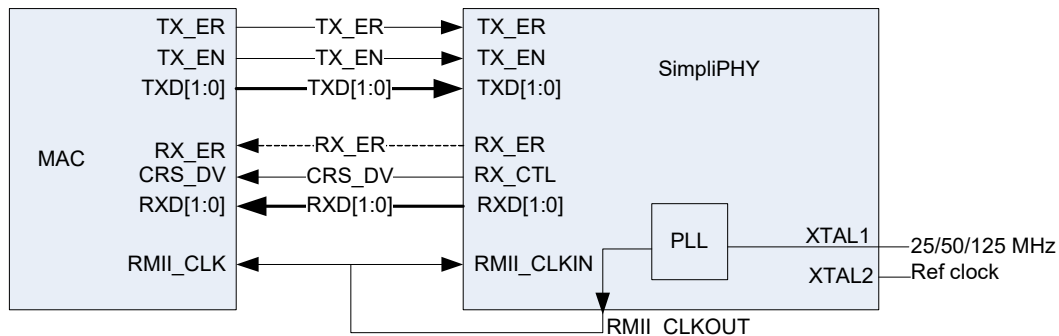 TX_ER TX_ER TX_ER
TX_EN TX_EN TX_EN
SimpliPHY
TXD[1:0] TXD[1:0] TXD[1:0]
MAC
RX_ER RX_ER RX_ER
CRS_DV CRS_DV RX_CTL
RXD[1:0] RXD[1:0] RXD[1:0]
PLL
XTAL1
25/50/125 MHz
RMII_CLK RMII_CLKIN
XTAL2
Ref clock
RMII_CLKOUT